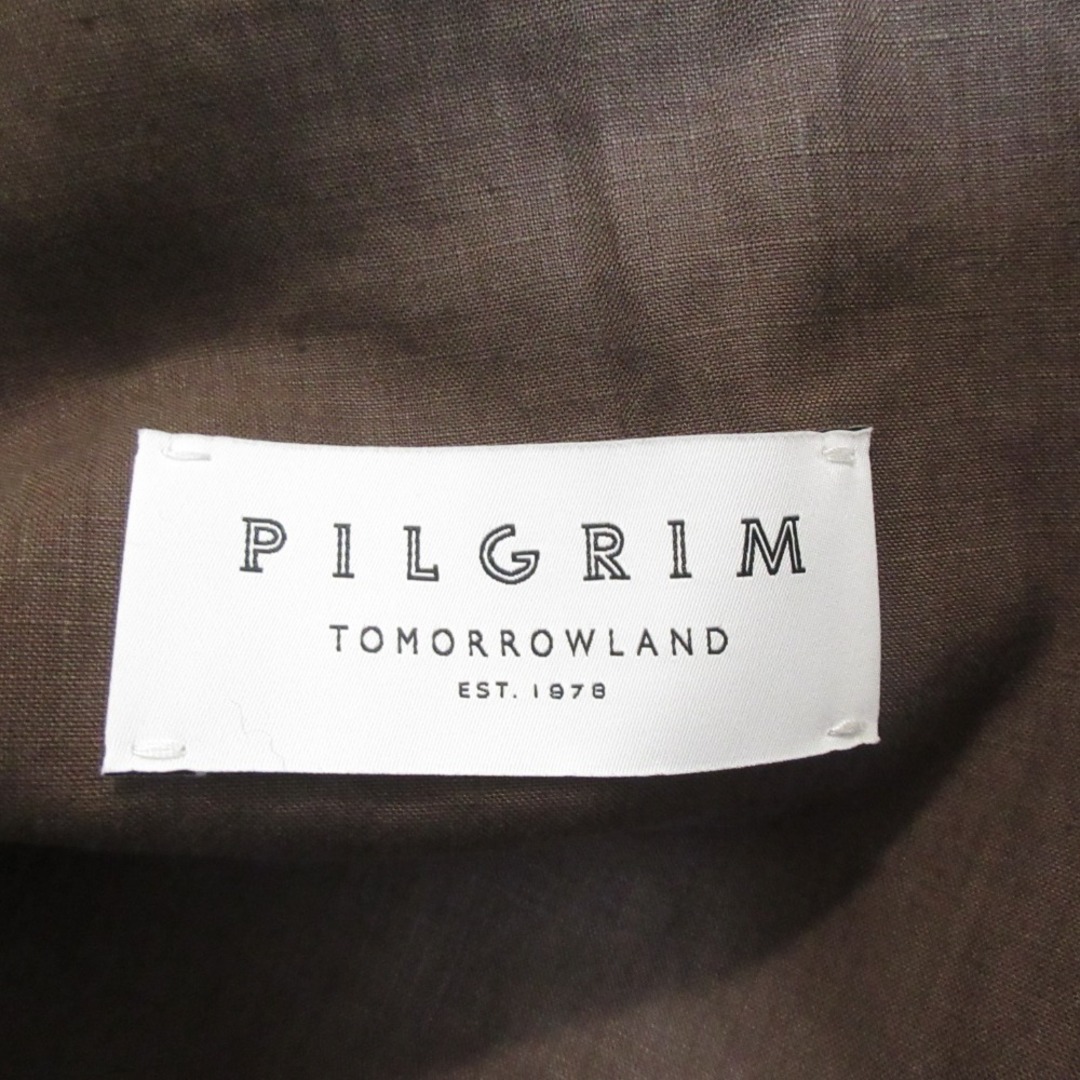 PILGRIM
TOMORROWLAND
EST. 1978